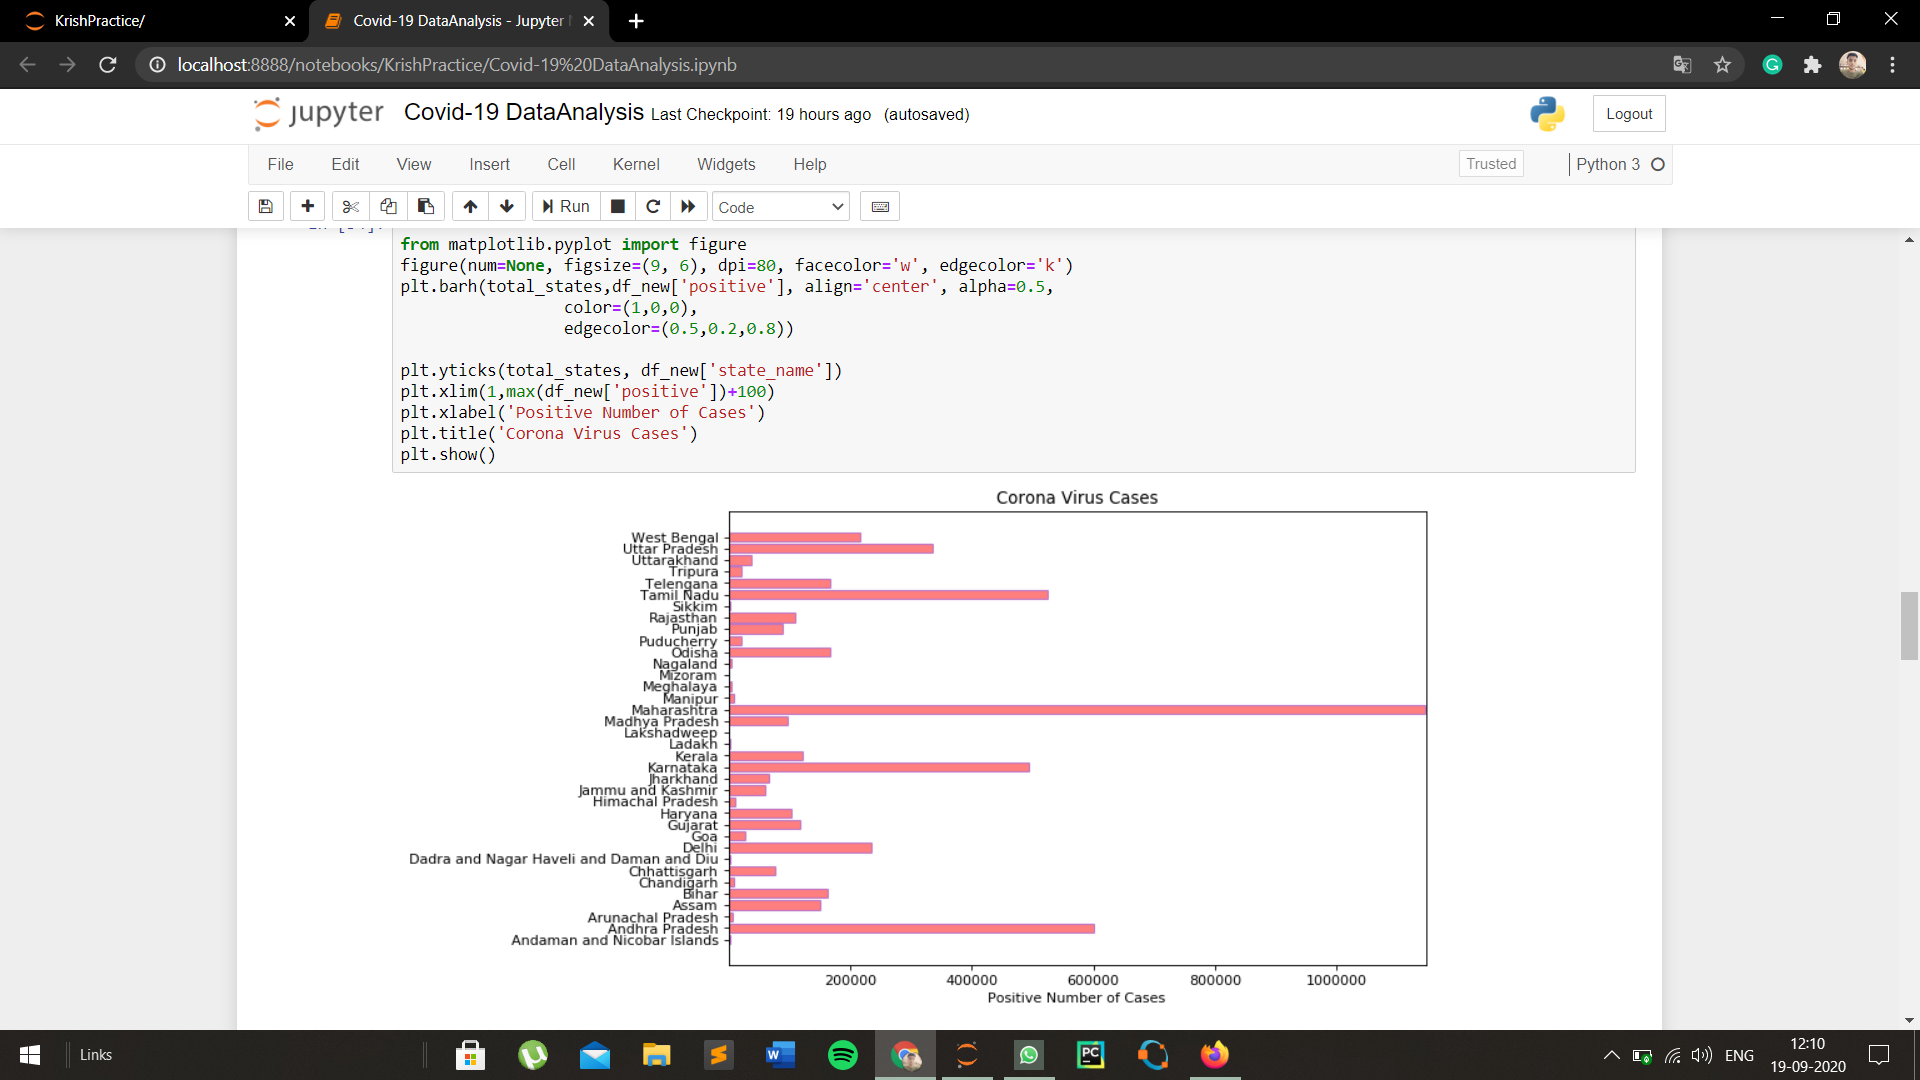 KrishPractice/
Covid-19 DataAnalysis - Jupyter
localhost:8888/notebooks/KrishPractice/Covid-19%20DataAnalysis.ipynb
jupyter Covid-19 DataAnalysis Last Checkpoint: 19 hours ago (autosaved)
Logout
File Edit View Insert Cell Kernel Widgets Help
Trusted
Python 3
Run
Code
from matplotlib.pyplot import figure
figure(num=None, figsize=(9, 6), dpi=80, facecolor='w', edgecolor='k')
plt.barh(total_states,df_new['positive'], align='center', alpha=0.5,
color=(1,0,0),
edgecolor=(0.5,0.2,0.8))
plt.yticks(total_states, df_new['state_name'])
plt.xlim(1,max(df_new['positive'])+100)
plt.xlabel('Positive Number of Cases')
plt.title('Corona Virus Cases')
plt.show()
Corona Virus Cases
West Bengal
Uttar Pradesh
Uttarakhand
Tripura
Telengana
Tamil Nadu
Sikkim
Rajasthan
Punjab
Puducherry
Odisha
Nagaland
Mizoram
Meghalaya
Manipur
Maharashtra
Madhya Pradesh
Lakshadweep
Ladakh
Kerala
Karnataka
Jharkhand
Jammu and Kashmir
Himachal Pradesh
Haryana
Gujarat
Goa
Delhi
Dadra and Nagar Haveli and Daman and Diu
Chhattisgarh
Chandigarh
Bihar
Assam
Arunachal Pradesh
Andhra Pradesh
Andaman and Nicobar Islands
200000 400000 600000 800000 1000000
Positive Number of Cases
Links
ENG
12:10
19-09-2020